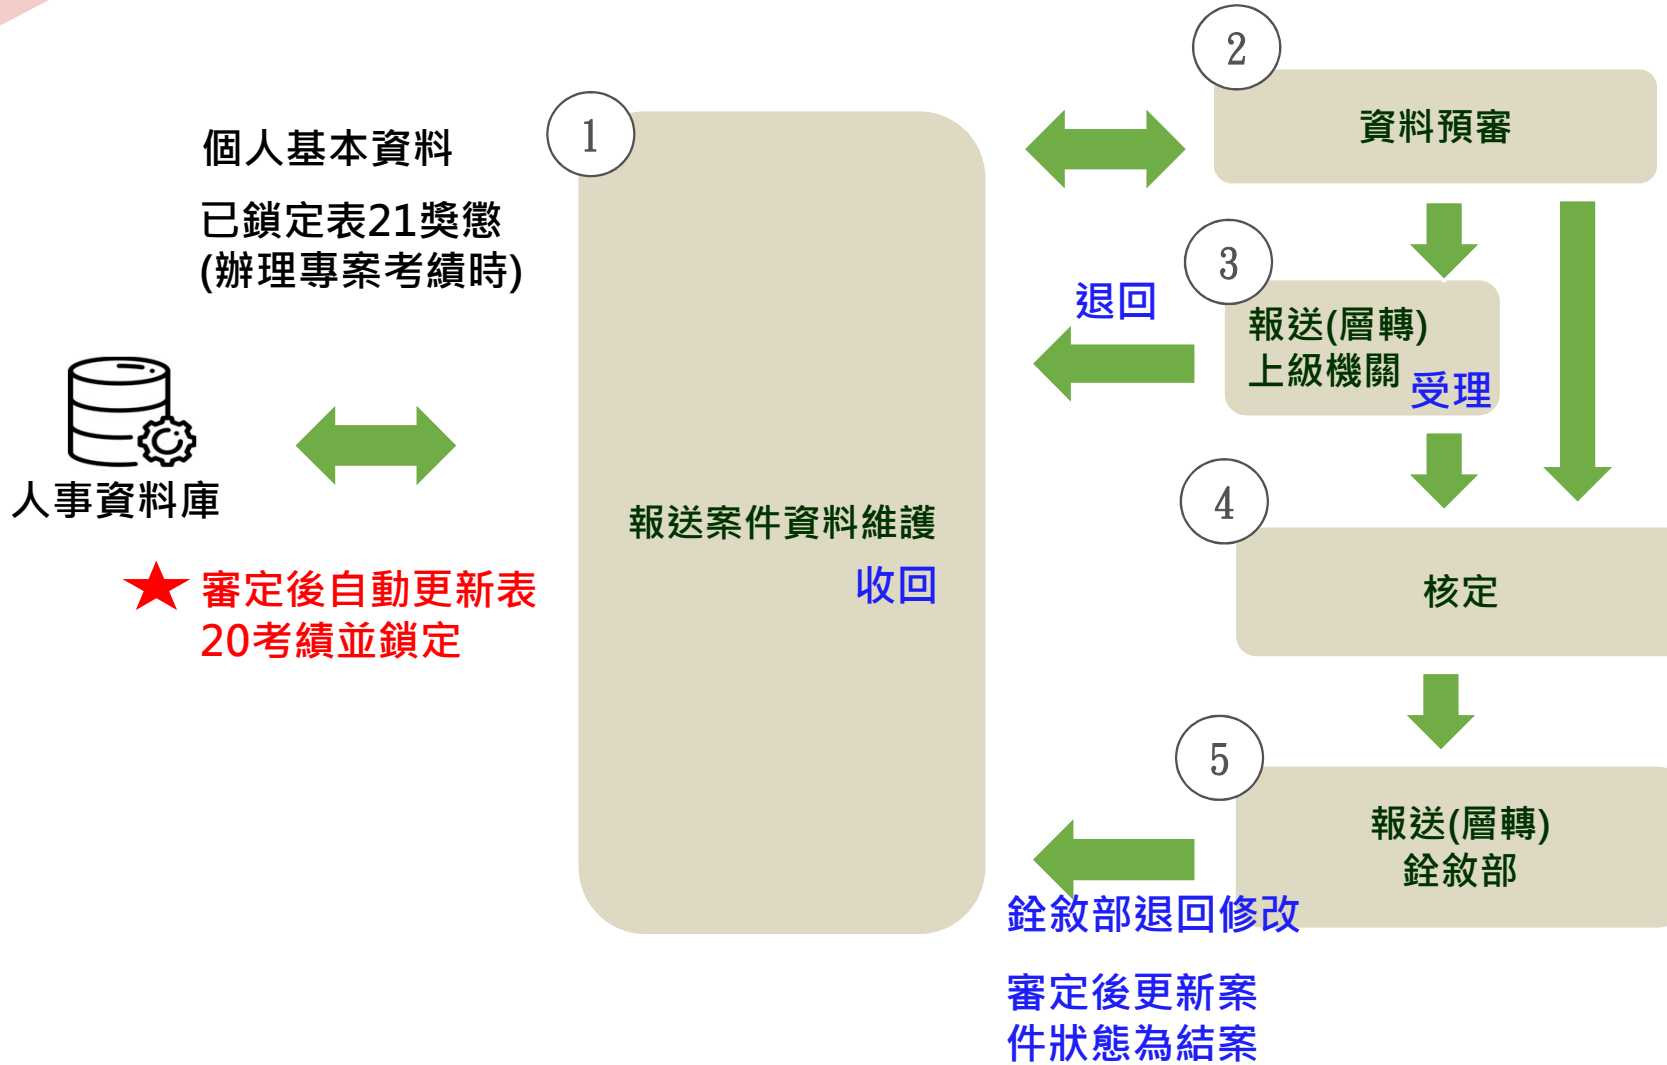 個人基本資料
已鎖定表21獎懲
(辦理專案考績時)
人事資料庫
審定後自動更新表
20考績並鎖定
1
報送案件資料維護
收回
2
資料預審
3
退回
報送(層轉)
上級機關
受理
4
核定
5
報送(層轉)
銓敘部
銓敘部退回修改
審定後更新案
件狀態為結案